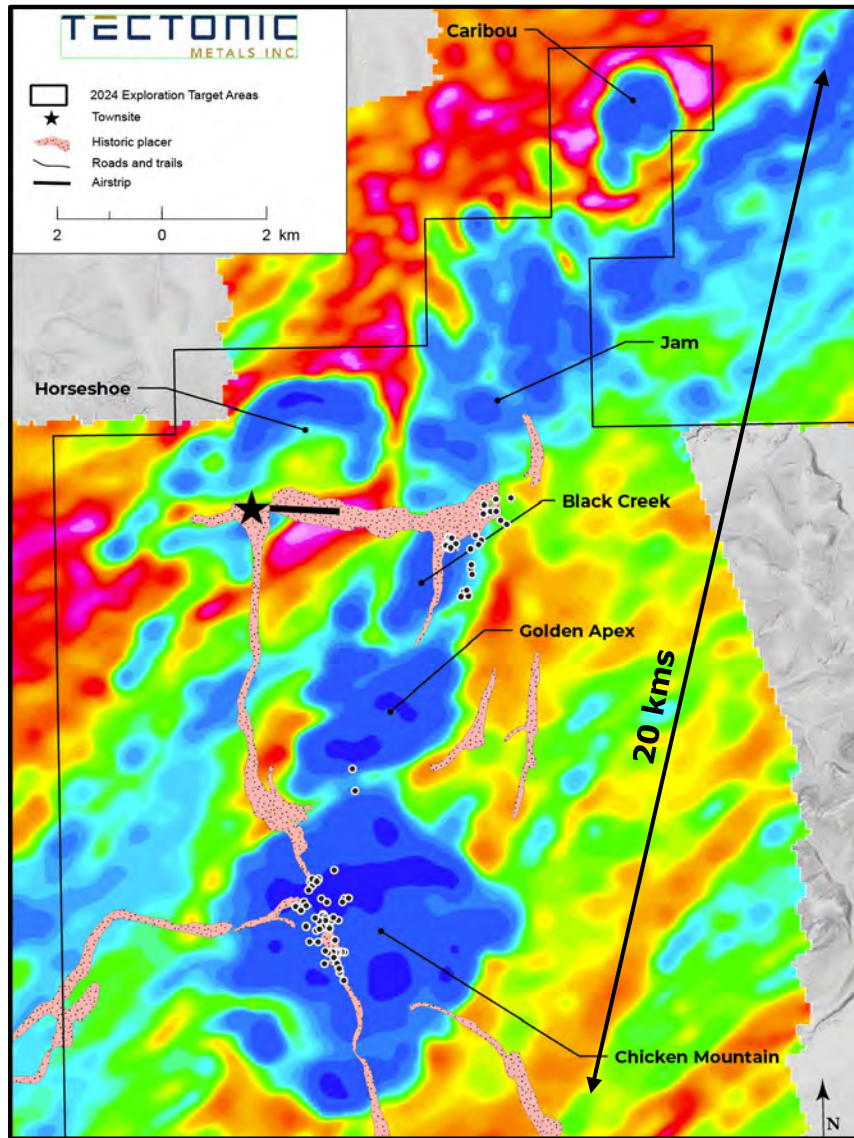 TECTONIC
METALS INC
2024 Exploration Target Areas
Townsite
Historic placer
Roads and trails
Airstrip
2 0 2 km
Caribou
Jam
Horseshoe
Black Creek
Golden Apex
20 kms
Chicken Mountain
N